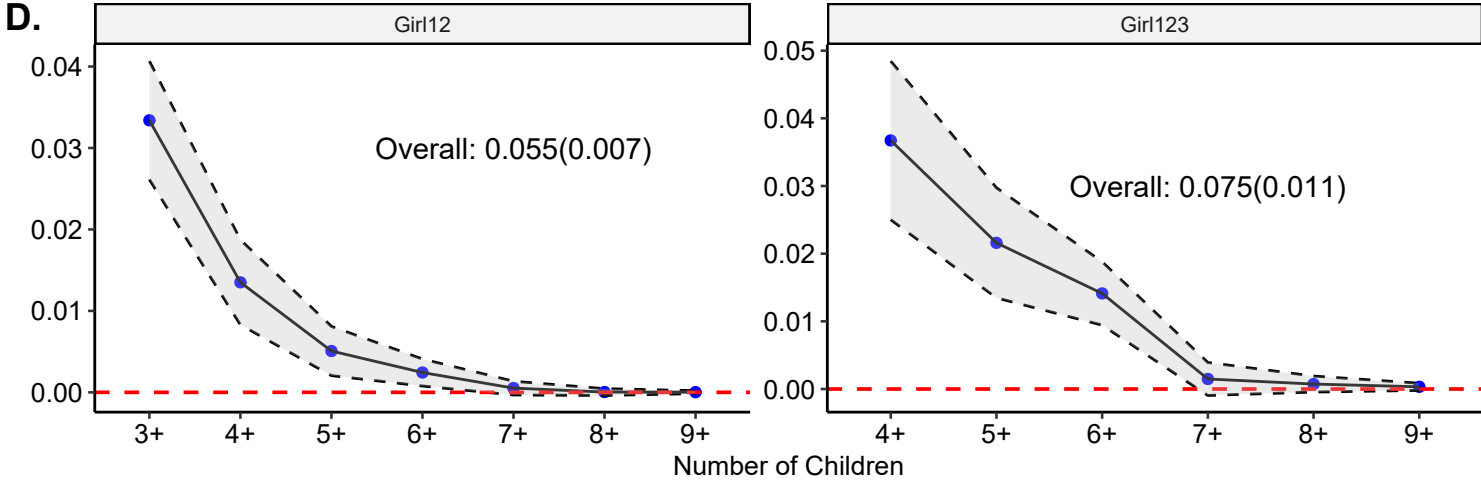 D.
Girl12
Girl123
0.04
0.03
0.02
0.01
0.00
Overall: 0.055(0.007)
3+ 4+ 5+ 6+ 7+ 8+ 9+
0.05
0.04
0.03
0.02
0.01
0.00
Overall: 0.075(0.011)
4+ 5+ 6+ 7+ 8+ 9+
Number of Children